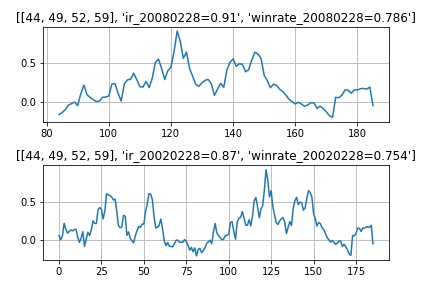 [[44, 49, 52, 59], 'ir_20080228=0.91', 'winrate_20080228=0.786']
0.5
0.0
80 100 120 140 160 180
[[44, 49, 52, 59], 'ir_20020228=0.87', 'winrate_20020228=0.754']
0.5
0.0
0 25 50 75 100 125 150 175